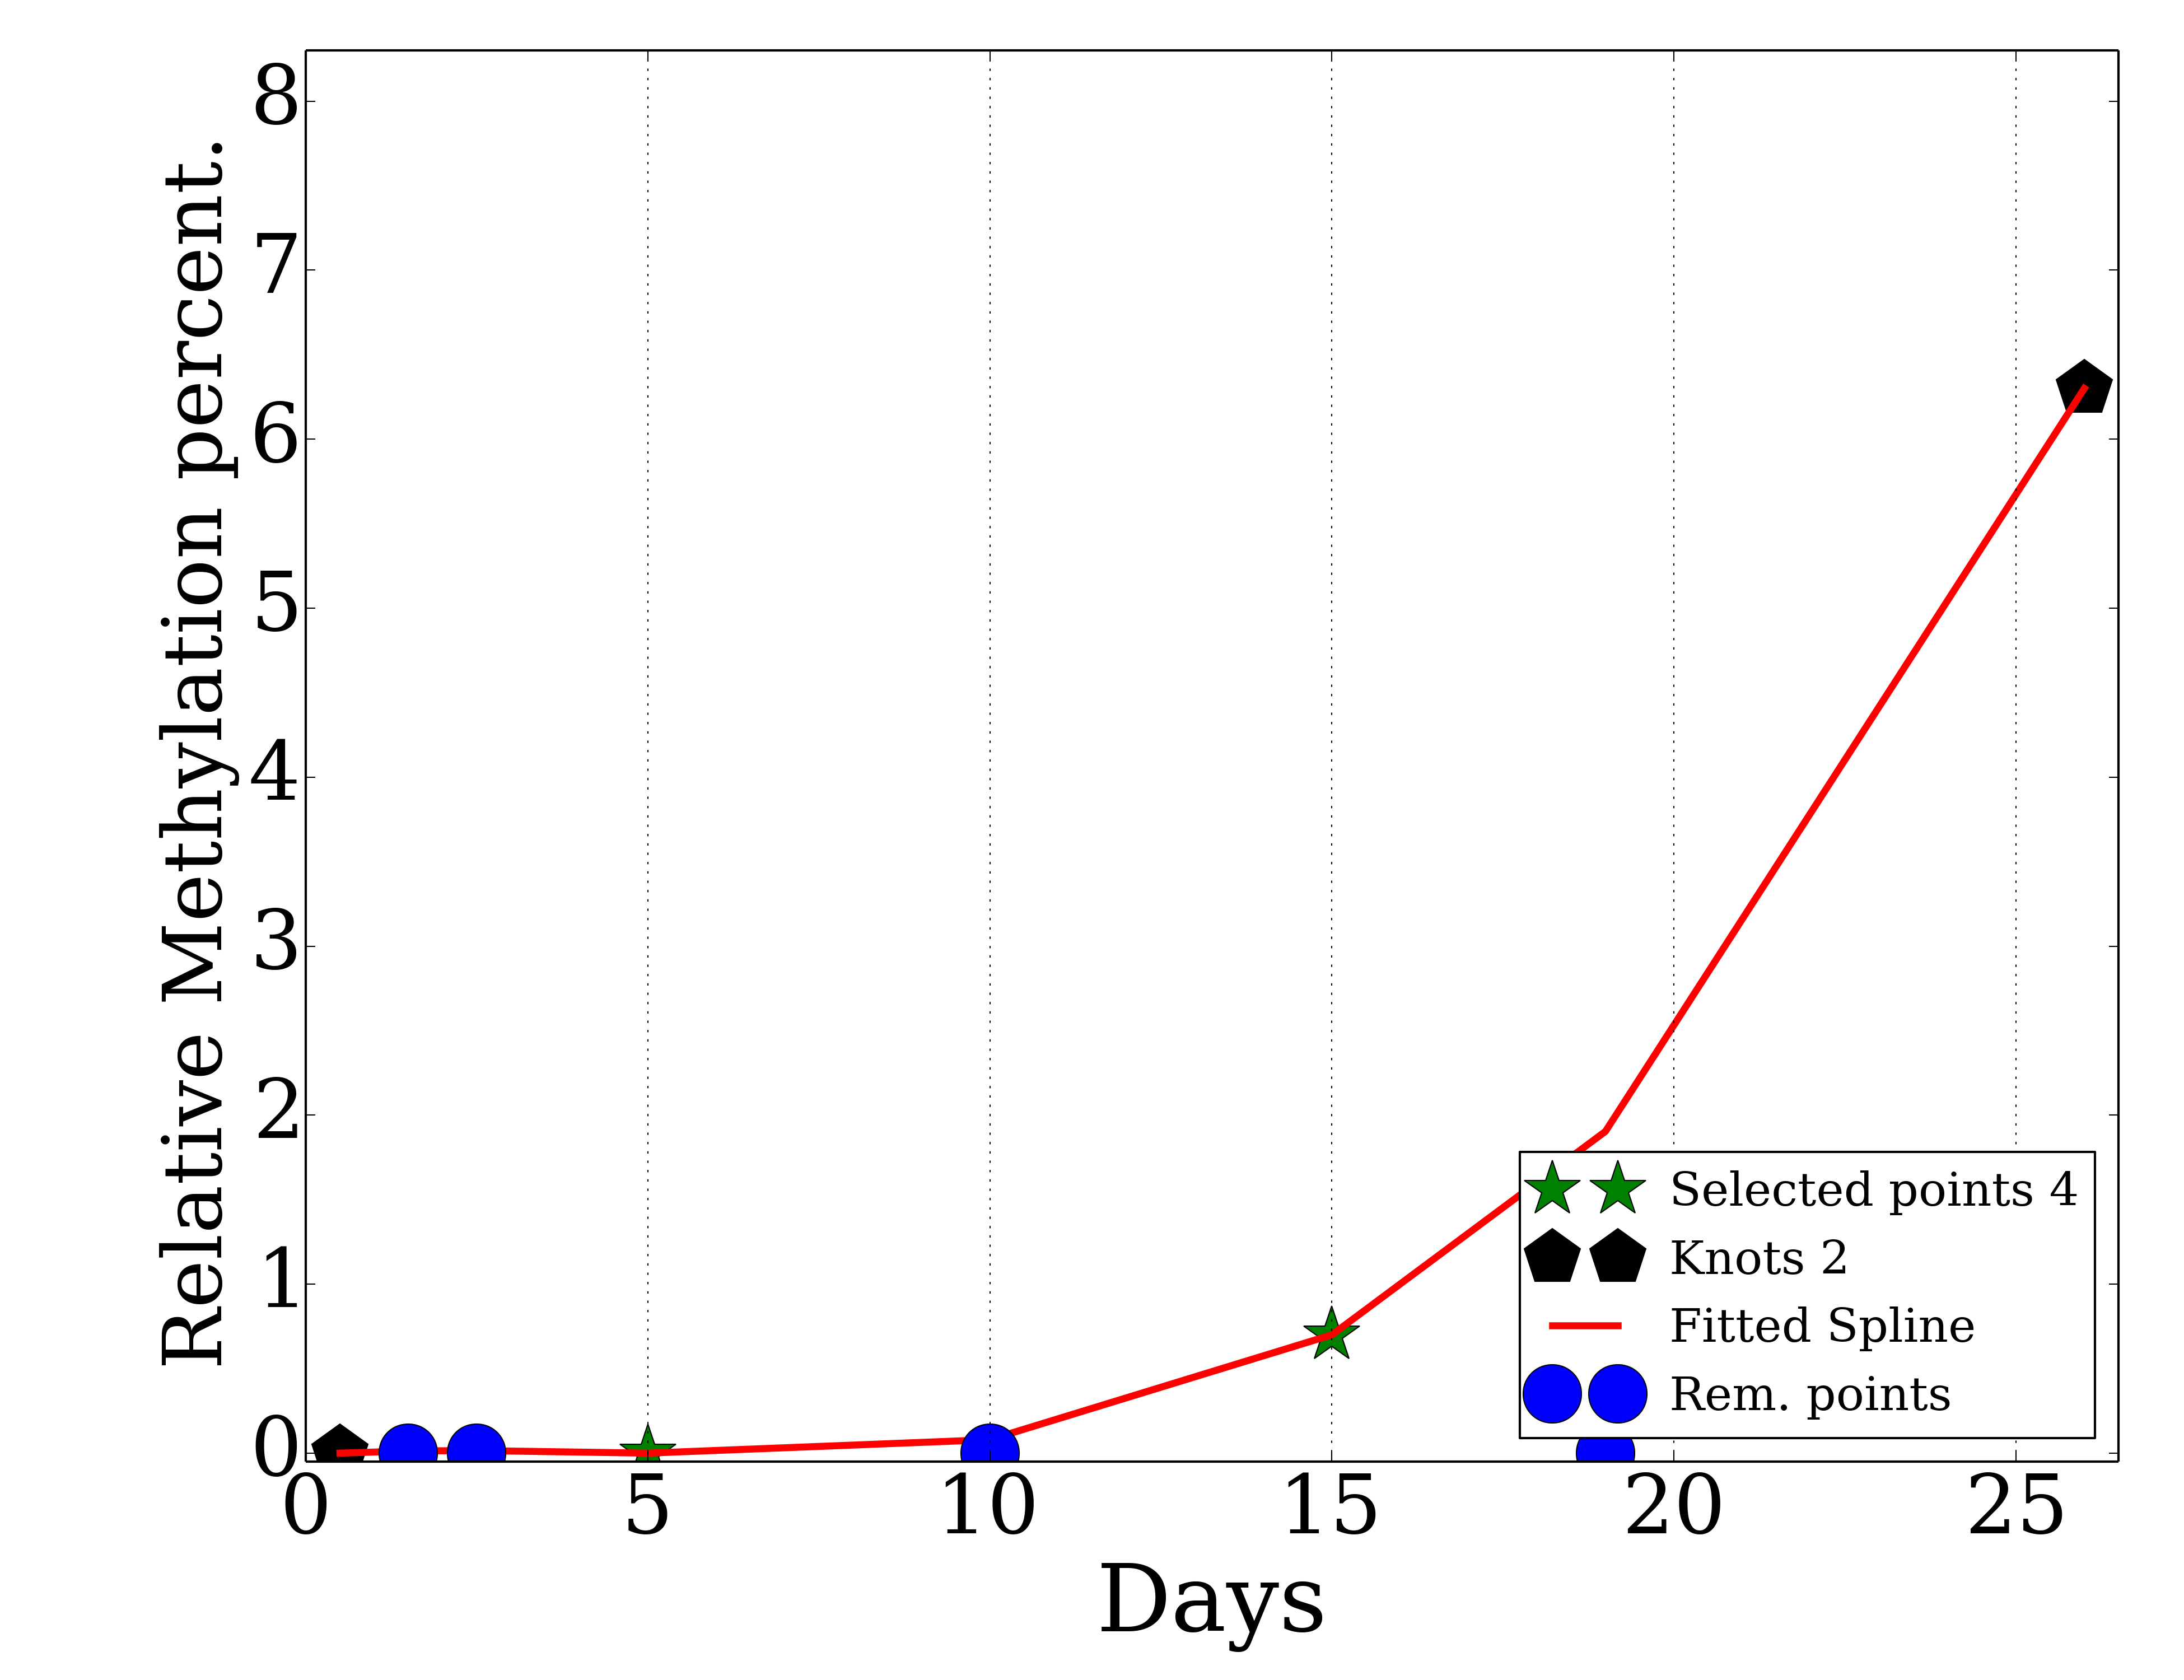 Relative Methylation percent.
8
7
6
5
4
3
2
1
0
Selected points 4
Knots 2
Fitted Spline
Rem. points
0 5 10 15 20 25
Days